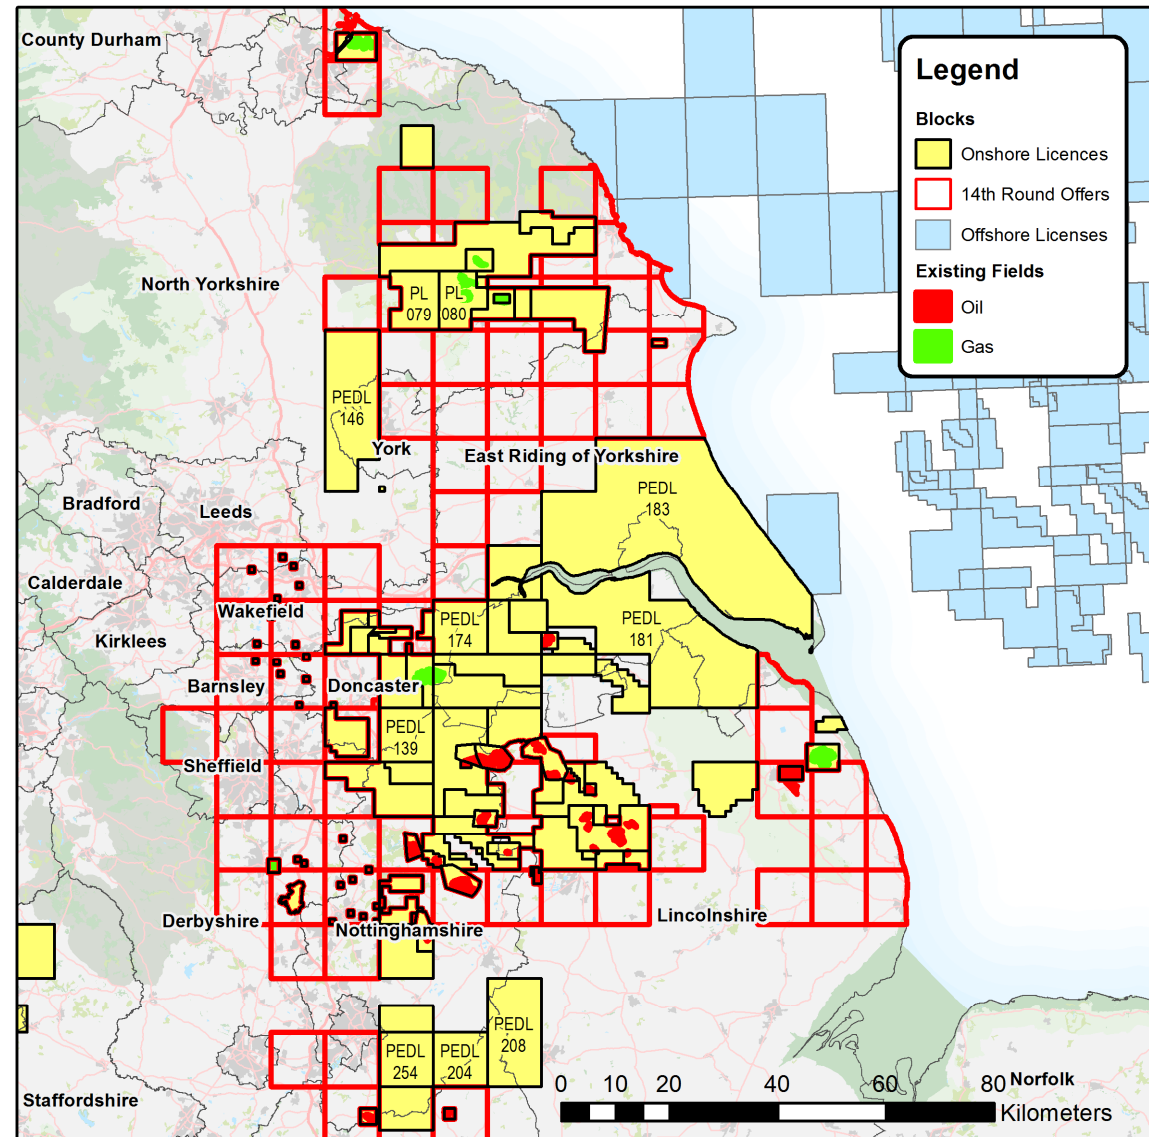 County Durham
Legend
Blocks
Onshore Licences
14th Round Offers
Offshore Licenses
Existing Fields
Oil
Gas
North Yorkshire
PL
079
PL
080
PEDL
146
York
East Riding of Yorkshire
PEDL
183
Bradford
Leeds
Calderdale
Wakefield
Kirklees
PEDL
174
PEDL
181
Barnsley
Doncaster
PEDL
139
Sheffield
Derbyshire
Nottinghamshire
Lincolnshire
PEDL
208
PEDL
254
PEDL
204
Staffordshire
Norfolk
0 10 20 40 60 80
Kilometers